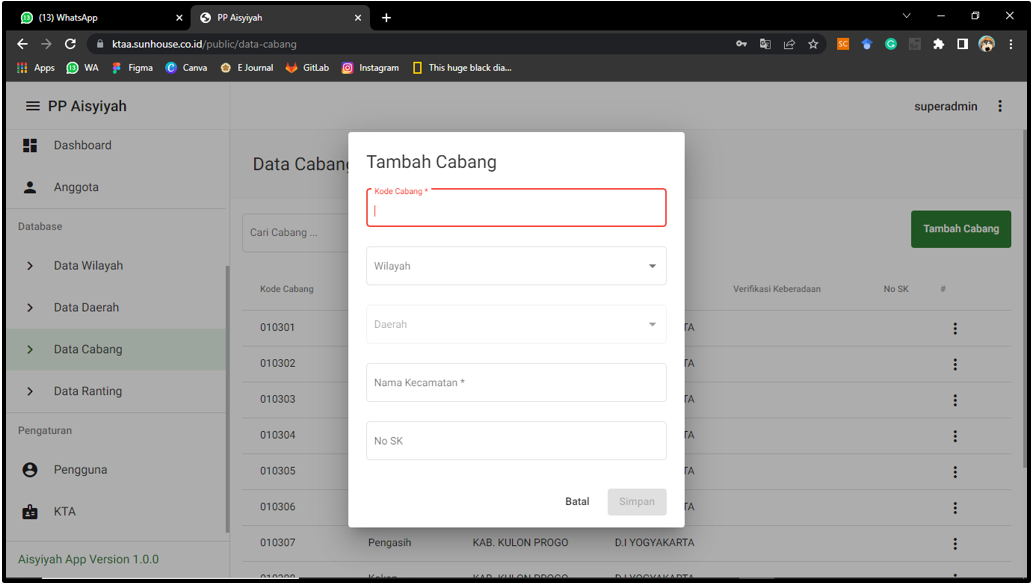 (13) WhatsApp
PP Aisyiyah
ktaa.sunhouse.co.id/public/data-cabang
Apps
WA
Figma
Canva
E Journal
GitLab
Instagram
This huge black dia...
PP Aisyiyah
superadmin
Dashboard
Anggota
Database
Data Wilayah
Data Daerah
Data Cabang
Data Ranting
Pengaturan
Pengguna
KTA
Aisyiyah App Version 1.0.0
Data Cabang
Cari Cabang ...
Tambah Cabang
Kode Cabang
Verifikasi Keberadaan
No SK
#
010301
TA
010302
TA
010303
TA
010304
TA
010305
TA
010306
TA
010307 Pengasih KAB. KULON PROGO D.I YOGYAKARTA
010308 Kokap KAB. KULON PROGO D.I YOGYAKARTA
Tambah Cabang
Kode Cabang *
Wilayah
Daerah
Nama Kecamatan *
No SK
Batal
Simpan